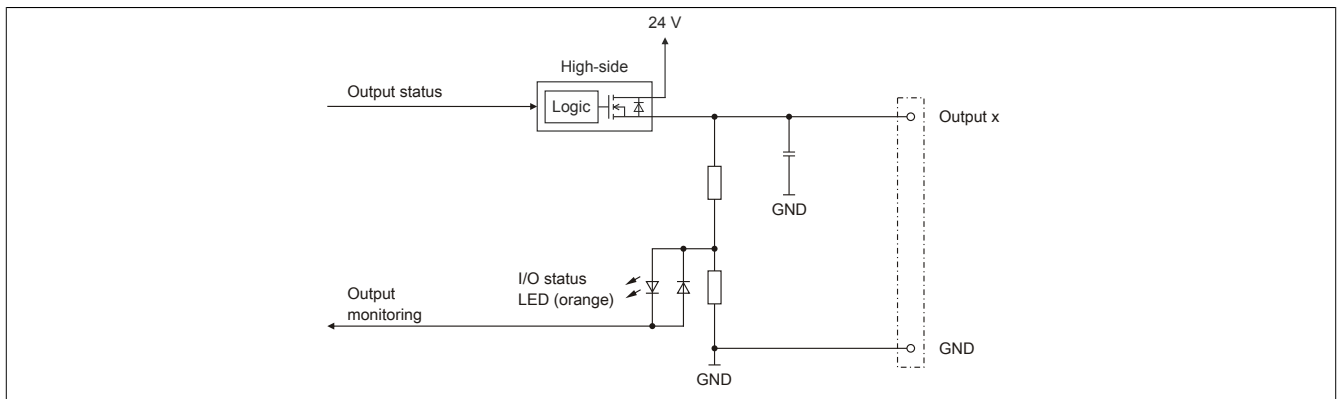 24 V
High-side
Output status
Logic
Output x
GND
I/O status
LED (orange)
Output
monitoring
GND
GND